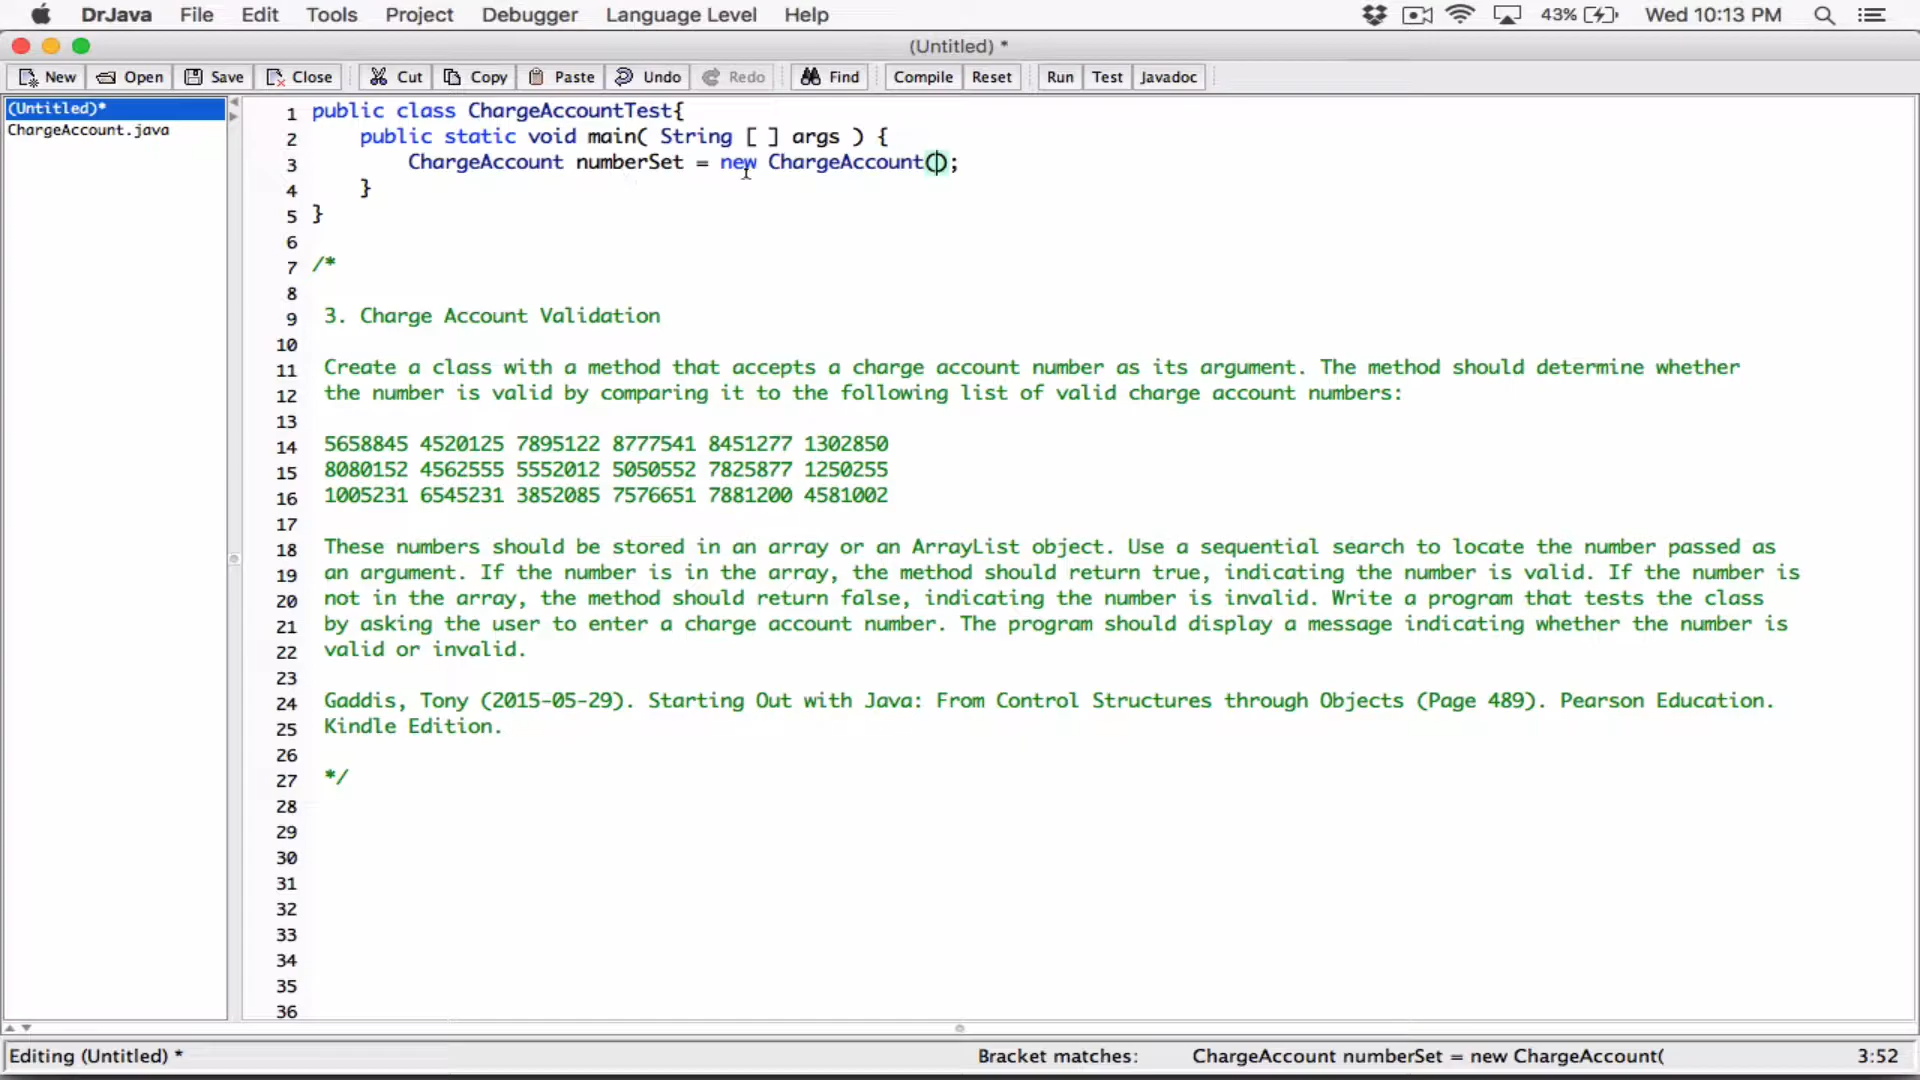 DrJava File Edit Tools Project Debugger Language Level Help 43% Wed 10:13 PM
(Untitled) *
New Open Save Close Cut Copy Paste Undo Redo Find Compile Reset Run Test Javadoc
(Untitled)*
ChargeAccount.java
1 public class ChargeAccountTest{
2 public static void main( String [ ] args ) {
3 ChargeAccount numberSet = new ChargeAccount();
4 }
5 }
6
7 /*
8
9 3. Charge Account Validation
10
11 Create a class with a method that accepts a charge account number as its argument. The method should determine whether
12 the number is valid by comparing it to the following list of valid charge account numbers:
13
14 5658845 4520125 7895122 8777541 8451277 1302850
15 8080152 4562555 5552012 5050552 7825877 1250255
16 1005231 6545231 3852085 7576651 7881200 4581002
17
18 These numbers should be stored in an array or an ArrayList object. Use a sequential search to locate the number passed as
19 an argument. If the number is in the array, the method should return true, indicating the number is valid. If the number is
20 not in the array, the method should return false, indicating the number is invalid. Write a program that tests the class
21 by asking the user to enter a charge account number. The program should display a message indicating whether the number is
22 valid or invalid.
23
24 Gaddis, Tony (2015-05-29). Starting Out with Java: From Control Structures through Objects (Page 489). Pearson Education.
25 Kindle Edition.
26
27 */
28
29
30
31
32
33
34
35
36
Editing (Untitled) * Bracket matches: ChargeAccount numberSet = new ChargeAccount( 3:52